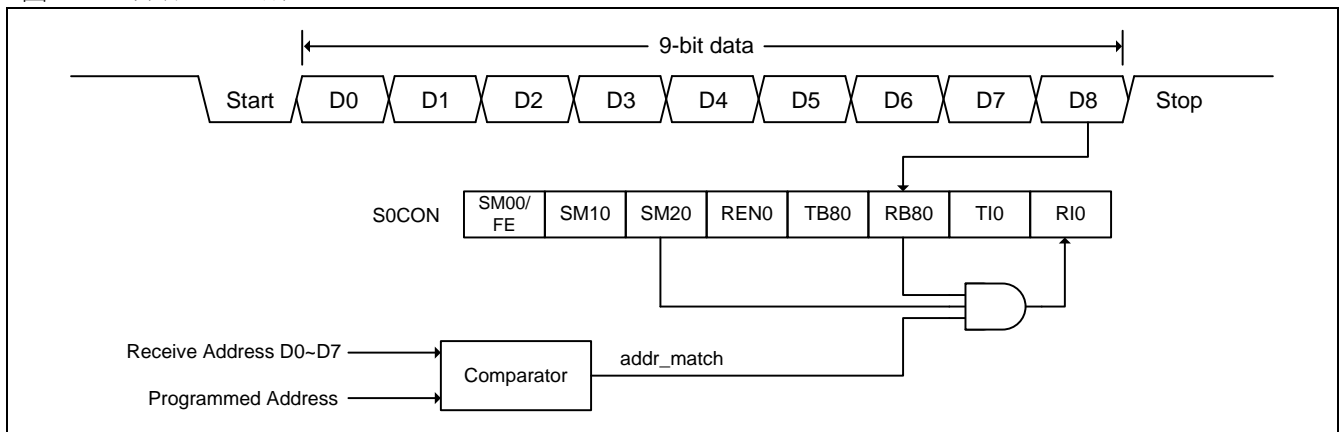 9-bit data
Start D0 D1 D2 D3 D4 D5 D6 D7 D8 Stop
S0CON SM00/FE SM10 SM20 REN0 TB80 RB80 TI0 RI0
Receive Address D0~D7
addr_match
Comparator
Programmed Address